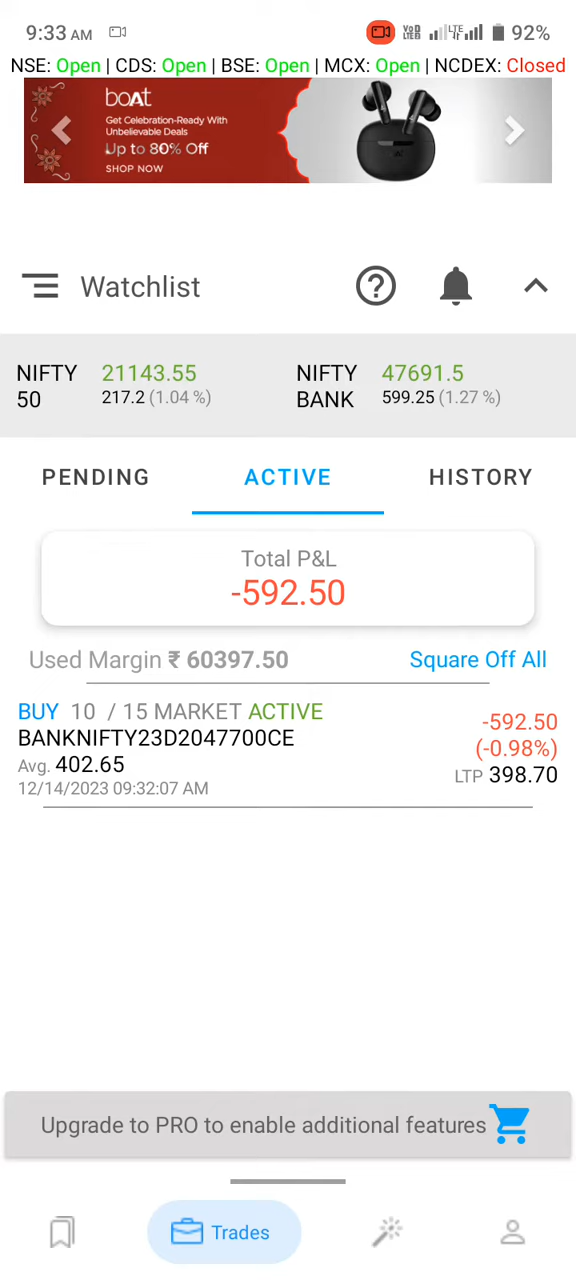 9:33 AM 92%
NSE: Open | CDS: Open | BSE: Open | MCX: Open | NCDEX: Closed
boAt
Get Celebration-Ready With
Unbelievable Deals
Up to 80% Off
SHOP NOW
Watchlist
NIFTY 50 21143.55
217.2 (1.04 %)
NIFTY BANK 47691.5
599.25 (1.27 %)
PENDING ACTIVE HISTORY
Total P&L
-592.50
Used Margin ₹ 60397.50 Square Off All
BUY 10 / 15 MARKET ACTIVE -592.50
BANKNIFTY23D2047700CE (-0.98%)
Avg. 402.65 LTP 398.70
12/14/2023 09:32:07 AM
Upgrade to PRO to enable additional features
Trades